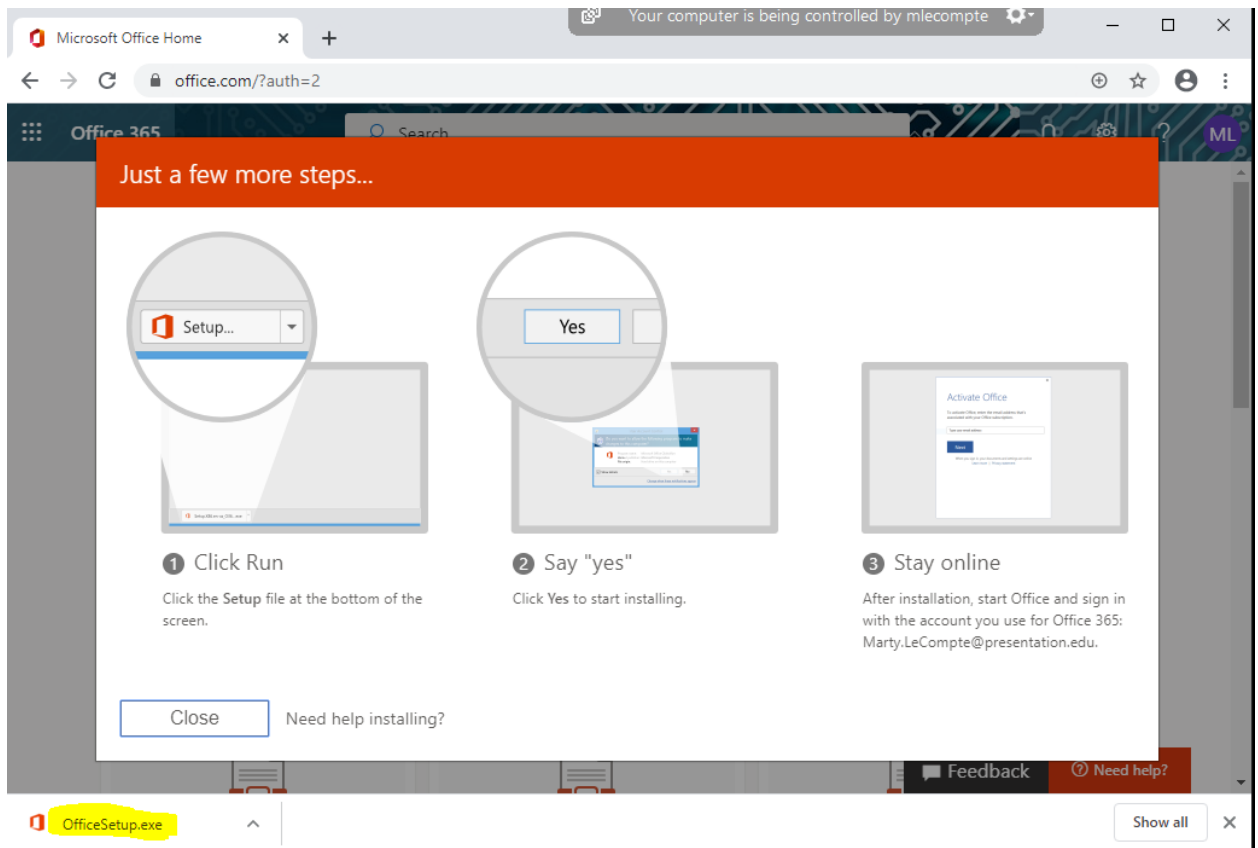 Your computer is being controlled by mlecompte
Microsoft Office Home
office.com/?auth=2
Office 365
Search
ML
Just a few more steps...
Setup...
Yes
Activate Office
1 Click Run
Click the Setup file at the bottom of the
screen.
2 Say "yes"
Click Yes to start installing.
3 Stay online
After installation, start Office and sign in
with the account you use for Office 365:
Marty.LeCompte@presentation.edu.
Close
Need help installing?
Feedback
Need help?
OfficeSetup.exe
Show all